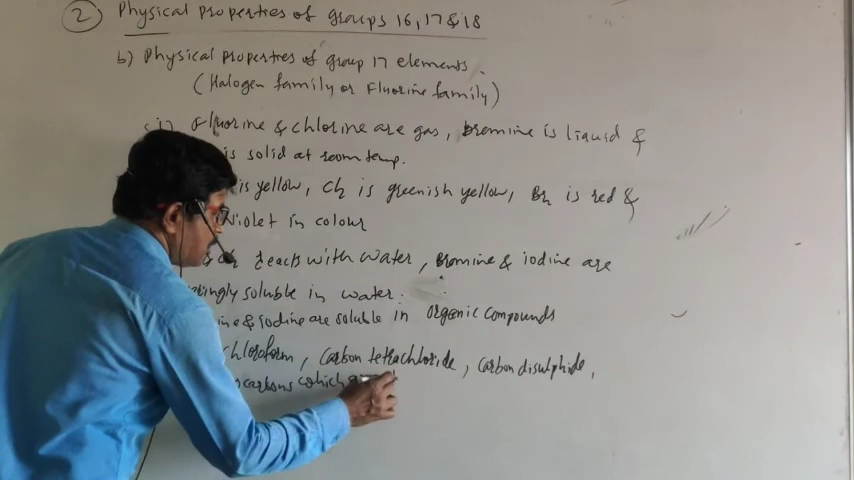 2 Physical properties of groups 16, 17 & 18
b) Physical properties of group 17 elements.
(Halogen family or Fluorine family)
Fluorine & chlorine are gas, bromine is liquid &
is solid at room temp.
is yellow, Cl2 is greenish yellow, Br2 is red &
violet in colour
reacts with water, bromine & iodine are
soluble in water.
& iodine are soluble in organic compounds
chloroform, carbon tetrachloride, carbon disulphide,
which